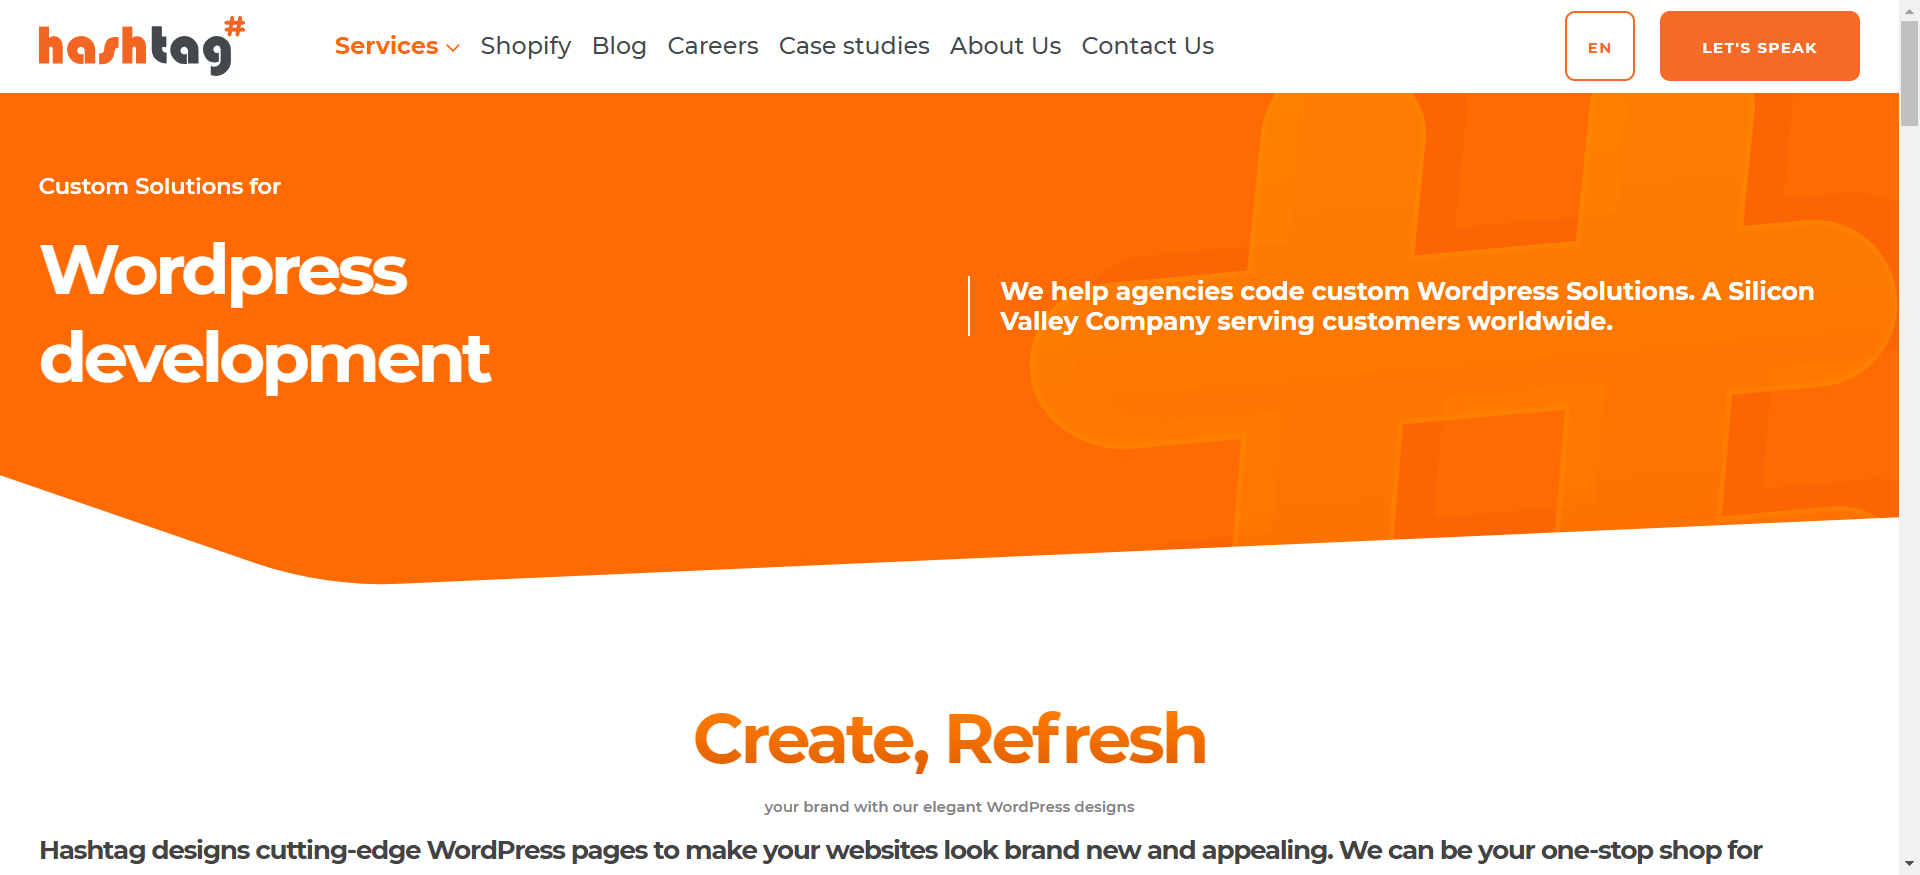 hashtag#
Services Shopify Blog Careers Case studies About Us Contact Us
EN
LET'S SPEAK
Custom Solutions for
Wordpress
development
We help agencies code custom Wordpress Solutions. A Silicon
Valley Company serving customers worldwide.
Create, Refresh
your brand with our elegant WordPress designs
Hashtag designs cutting-edge WordPress pages to make your websites look brand new and appealing. We can be your one-stop shop for